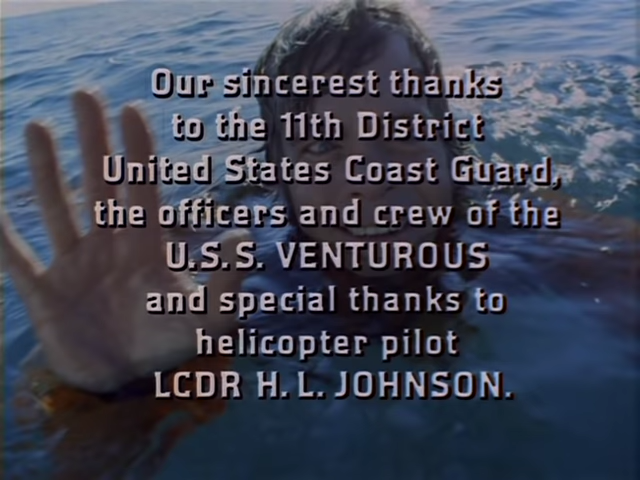 Our sincerest thanks
to the 11th District
United States Coast Guard,
the officers and crew of the
U.S.S. VENTUROUS
and special thanks to
helicopter pilot
LCDR H.L. JOHNSON.